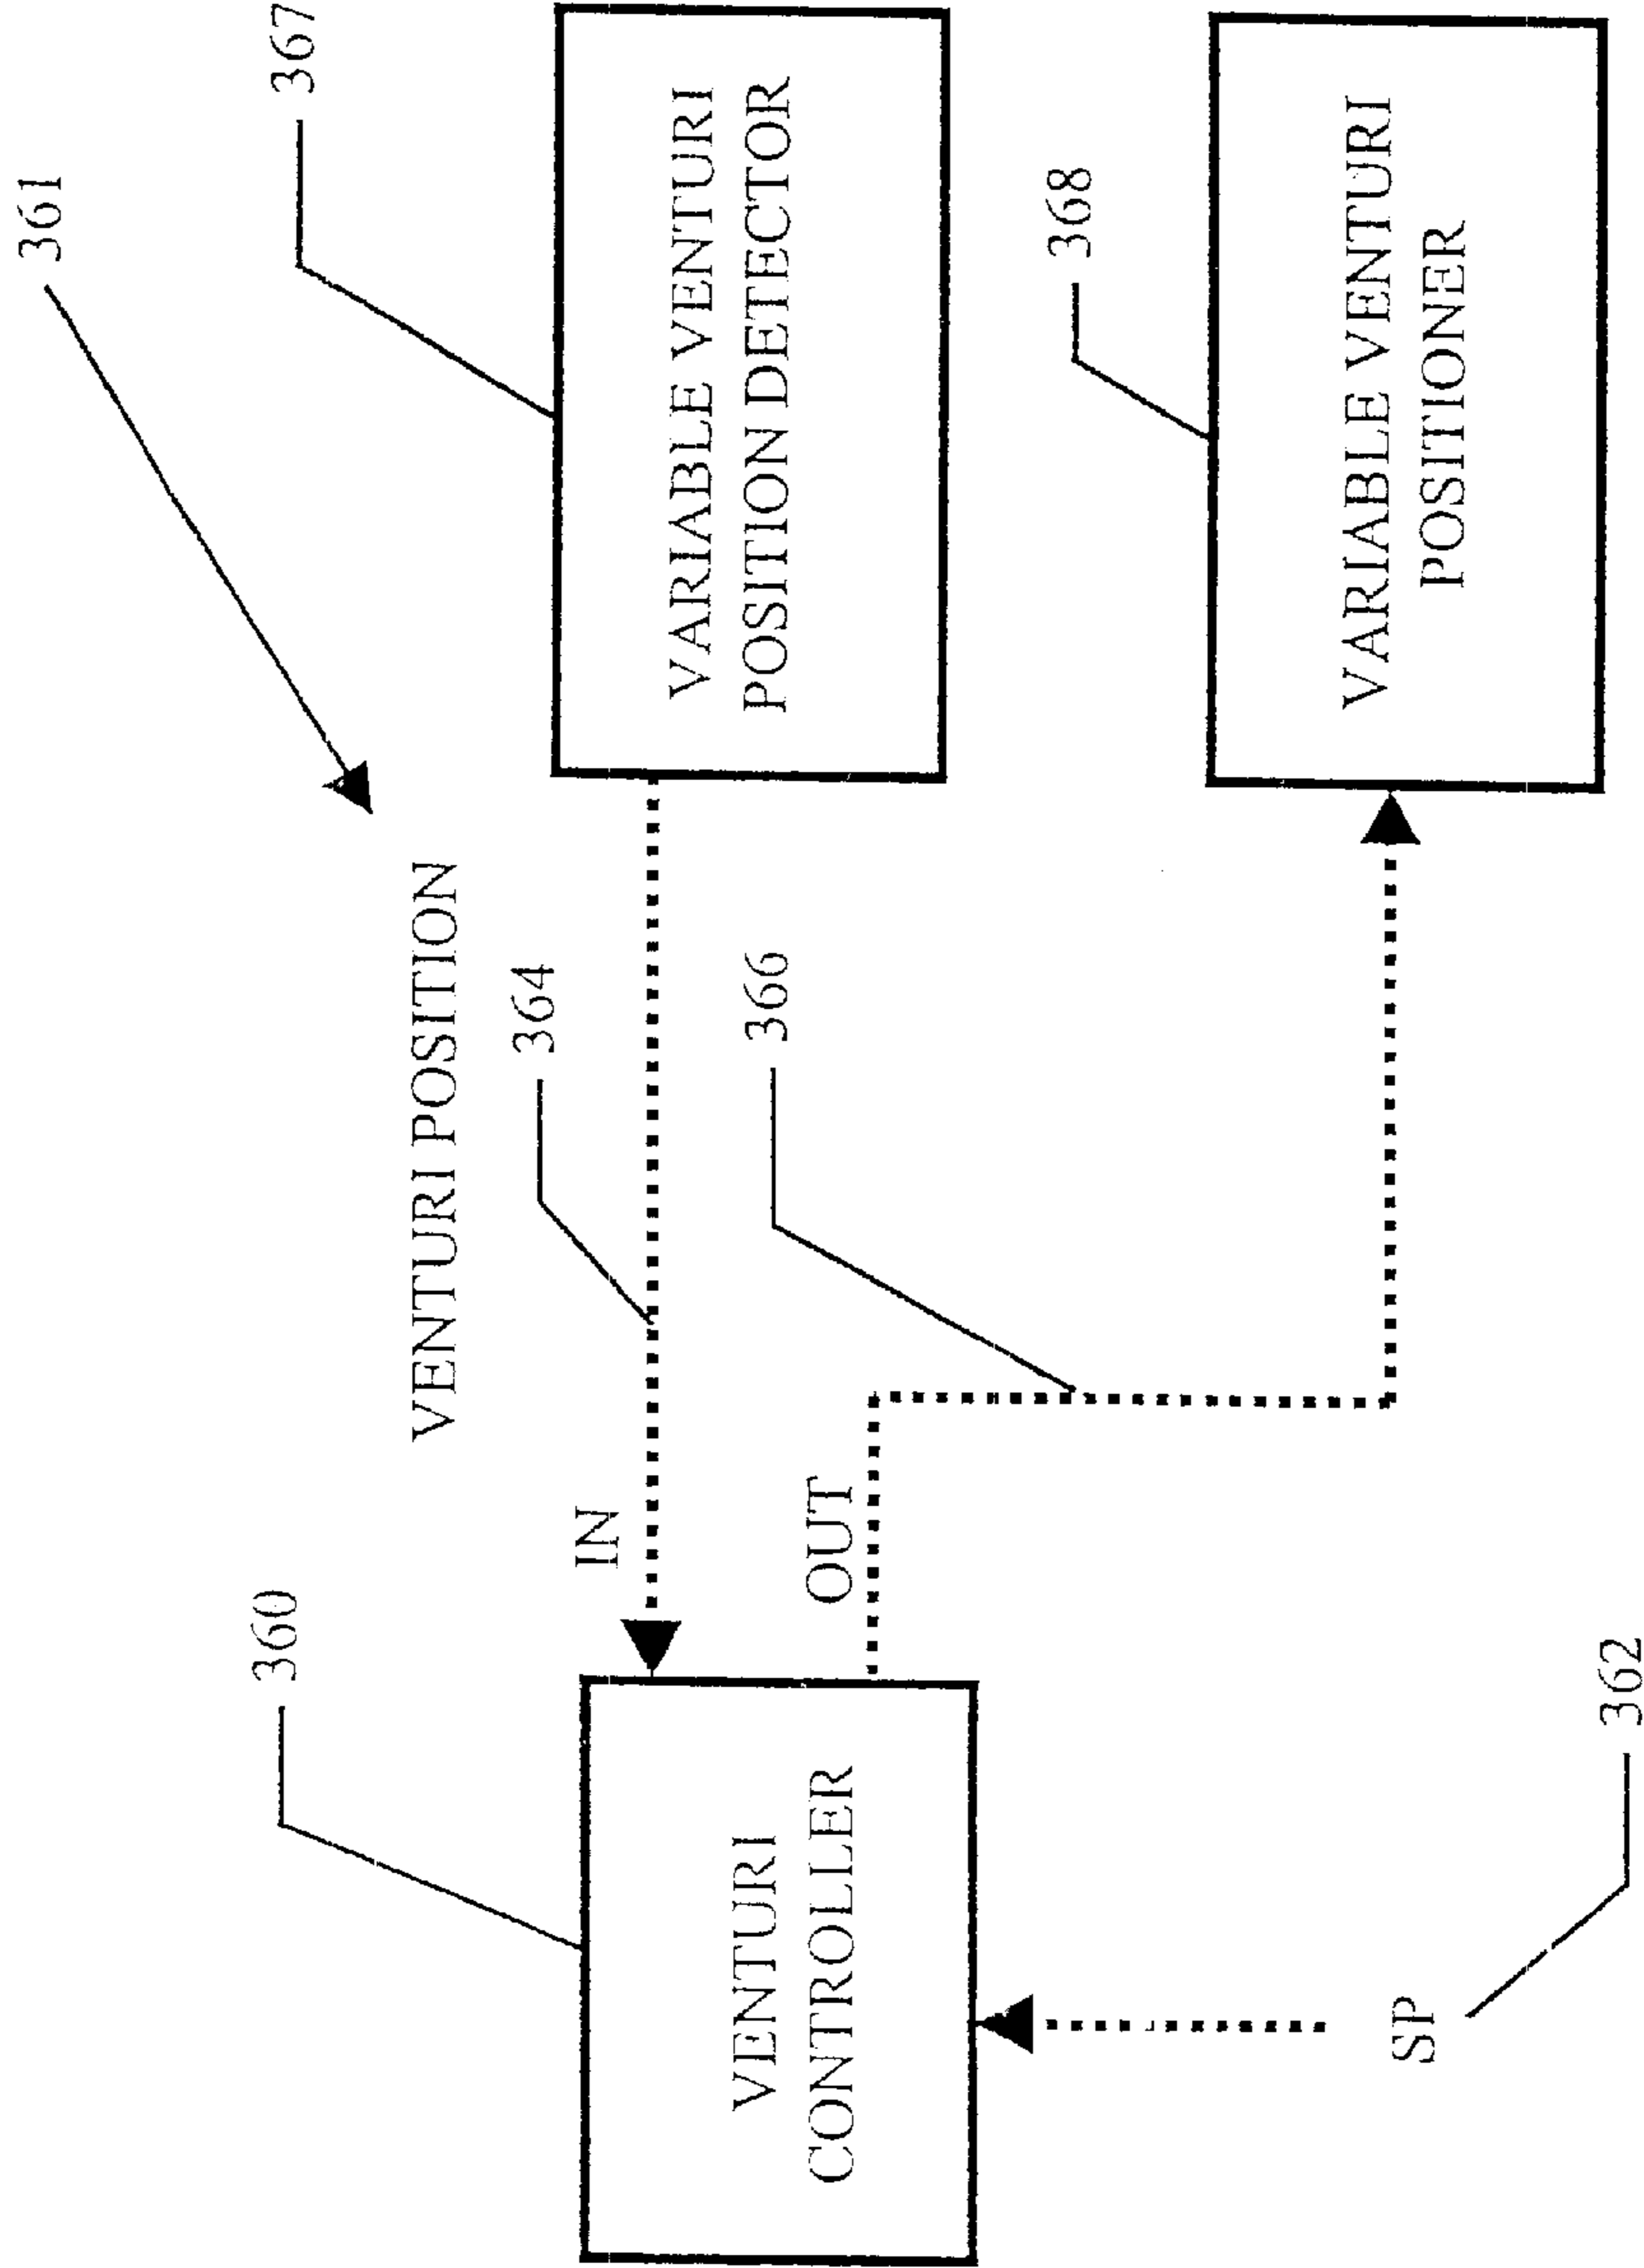 361
360
367
VENTURI POSITION
364
IN
VARIABLE VENTURI
POSITION DETECTOR
VENTURI
CONTROLLER
366
OUT
368
VARIABLE VENTURI
POSITIONER
SP
362